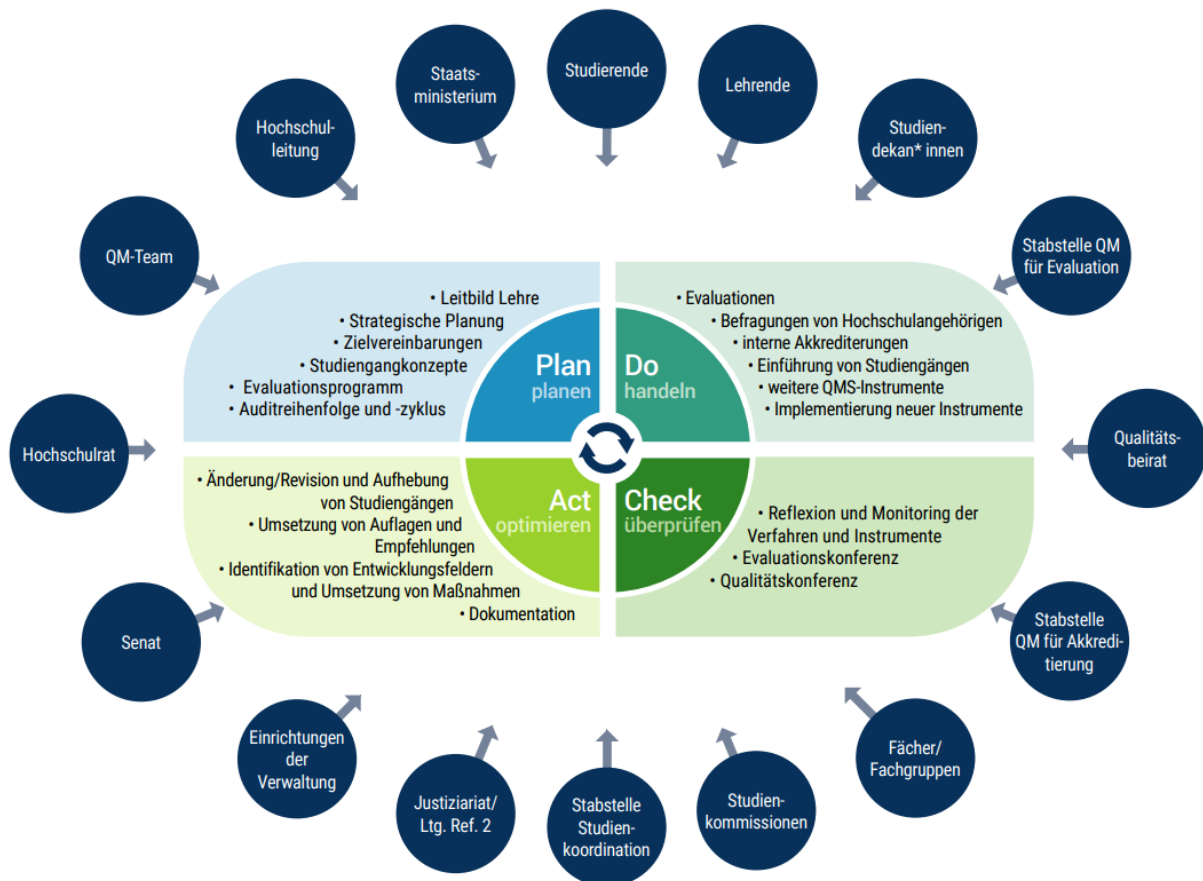 Staats-
ministerium
Studierende
Lehrende
Hochschul-
leitung
Studien-
dekan* innen
QM-Team
Stabstelle QM
für Evaluation
Hochschulrat
Qualitäts-
beirat
Senat
Stabstelle
QM für Akkredi-
tierung
Einrichtungen
der
Verwaltung
Justiziariat/
Ltg. Ref. 2
Stabstelle
Studien-
koordination
Studien-
kommissionen
Fächer/
Fachgruppen
Plan
planen
• Leitbild Lehre
• Strategische Planung
• Zielvereinbarungen
• Studiengangkonzepte
• Evaluationsprogramm
• Auditreihenfolge und -zyklus
Do
handeln
• Evaluationen
• Befragungen von Hochschulangehörigen
• interne Akkrediterungen
• Einführung von Studiengängen
• weitere QMS-Instrumente
• Implementierung neuer Instrumente
Act
optimieren
• Änderung/Revision und Aufhebung
von Studiengängen
• Umsetzung von Auflagen und
Empfehlungen
• Identifikation von Entwicklungsfeldern
und Umsetzung von Maßnahmen
• Dokumentation
Check
überprüfen
• Reflexion und Monitoring der
Verfahren und Instrumente
• Evaluationskonferenz
• Qualitätskonferenz